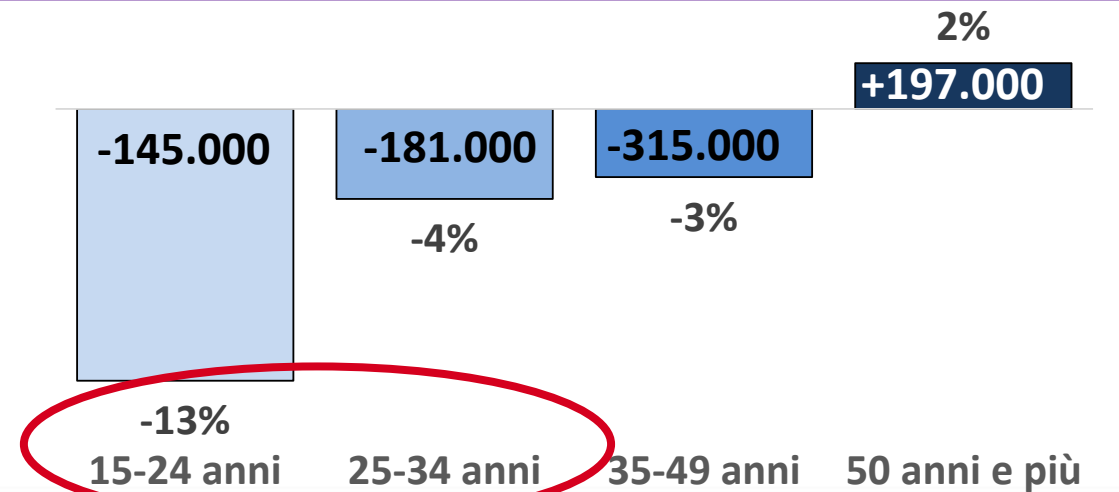 2%
+197.000
-145.000 -181.000 -315.000
-3%
-4%
-13%
15-24 anni 25-34 anni 35-49 anni 50 anni e più